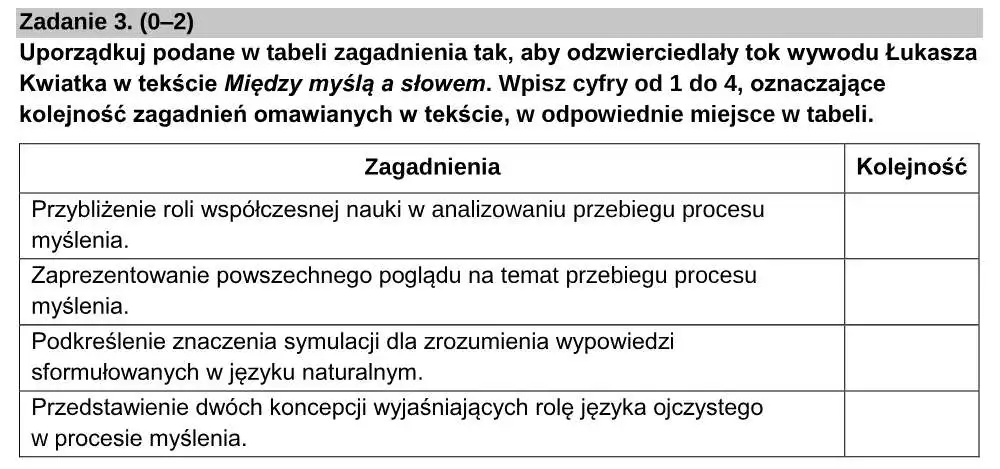 Zadanie 3. (0–2)
Uporządkuj podane w tabeli zagadnienia tak, aby odzwierciedlały tok wywodu Łukasza
Kwiatka w tekście Między myślą a słowem. Wpisz cyfry od 1 do 4, oznaczające
kolejność zagadnień omawianych w tekście, w odpowiednie miejsce w tabeli.
Zagadnienia Kolejność
Przybliżenie roli współczesnej nauki w analizowaniu przebiegu procesu
myślenia.
Zaprezentowanie powszechnego poglądu na temat przebiegu procesu
myślenia.
Podkreślenie znaczenia symulacji dla zrozumienia wypowiedzi
sformułowanych w języku naturalnym.
Przedstawienie dwóch koncepcji wyjaśniających rolę języka ojczystego
w procesie myślenia.